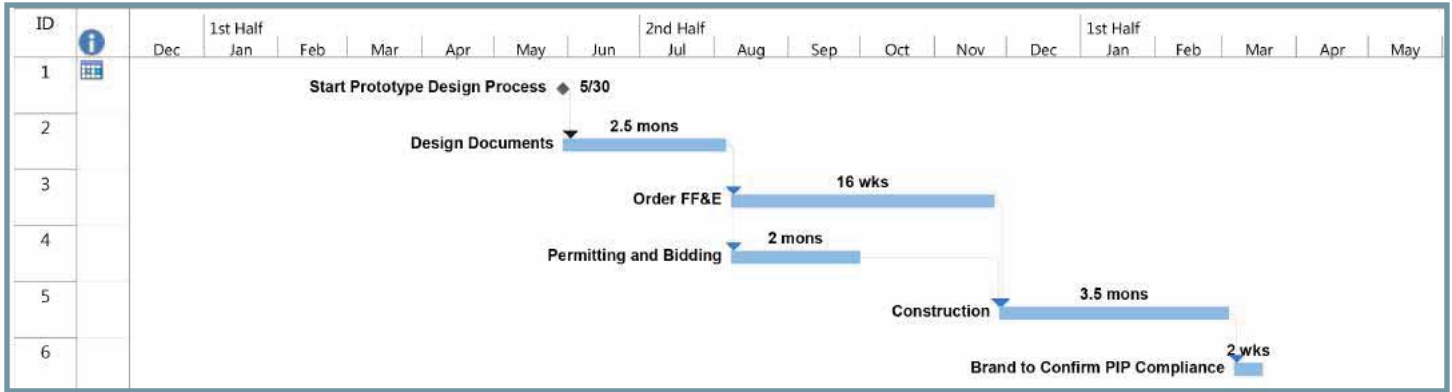 ID
1st Half 2nd Half 1st Half
Dec Jan Feb Mar Apr May Jun Jul Aug Sep Oct Nov Dec Jan Feb Mar Apr May
1 Start Prototype Design Process 5/30
2 Design Documents 2.5 mons
3 Order FF&E 16 wks
4 Permitting and Bidding 2 mons
5 Construction 3.5 mons
6 Brand to Confirm PIP Compliance 2 wks